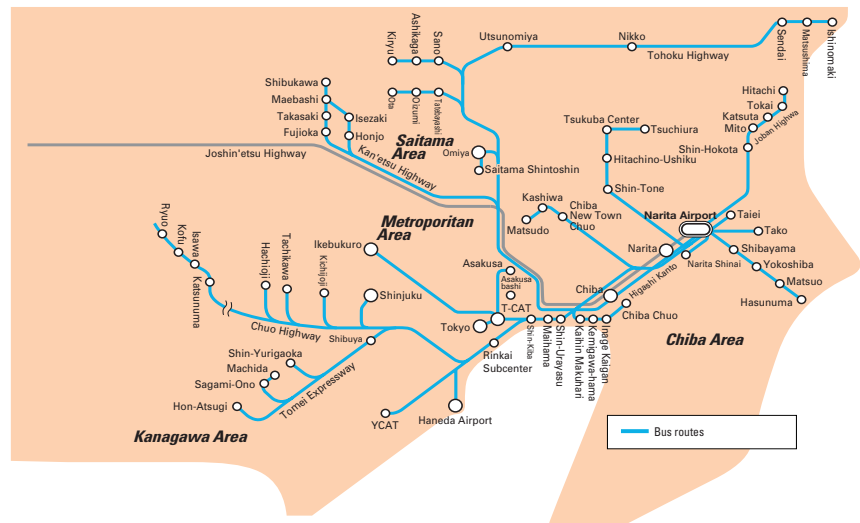 Utsunomiya
Nikko
Tohoku Highway
Sendai
Matsushima
Ishinomaki
Kiryu
Ashikaga
Sano
Ota
Oizumi
Tatabayashi
Shibukawa
Maebashi
Takasaki
Fujioka
Isezaki
Honjo
Saitama
Area
Omiya
Saitama Shintoshin
Joshin'etsu Highway
Kan'etsu Highway
Hitachi
Tokai
Katsuta
Mito
Joban Highwa
Shin-Hokota
Tsukuba Center
Tsuchiura
Hitachino-Ushiku
Shin-Tone
Kashiwa
Matsudo
Chiba
New Town
Chuo
Narita Airport
Taiei
Tako
Shibayama
Yokoshiba
Matsuo
Hasunuma
Narita
Narita Shinai
Higashi Kanto
Chiba
Chiba Chuo
Chiba Area
Metroporitan
Area
Ikebukuro
Asakusa
Asakusa
bashi
Shinjuku
T-CAT
Tokyo
Ryuo
Kofu
Isawa
Katsunuma
Hachioji
Tachikawa
Kichijoji
Chuo Highway
Shibuya
Shin-Kiba
Maihama
Shin-Urayasu
Kaihin Makuhari
Kemigawa-hama
Inage Kaigan
Rinkai
Subcenter
Shin-Yurigaoka
Machida
Sagami-Ono
Hon-Atsugi
Tomei Expressway
YCAT
Haneda Airport
Kanagawa Area
Bus routes